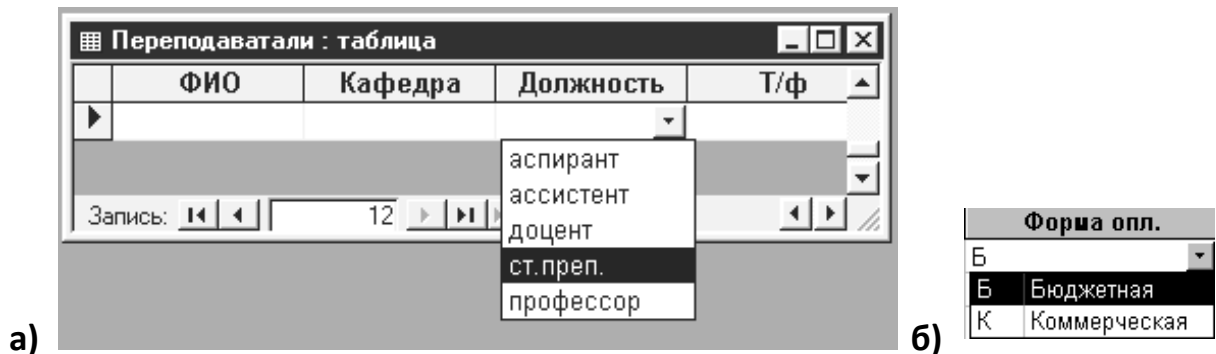 Переподаватали : таблица
ФИО Кафедра Должность Т/ф
аспирант
ассистент
доцент
ст.преп.
профессор
Запись: 12
а)
Форма опл.
Б
Б Бюджетная
К Коммерческая
б)